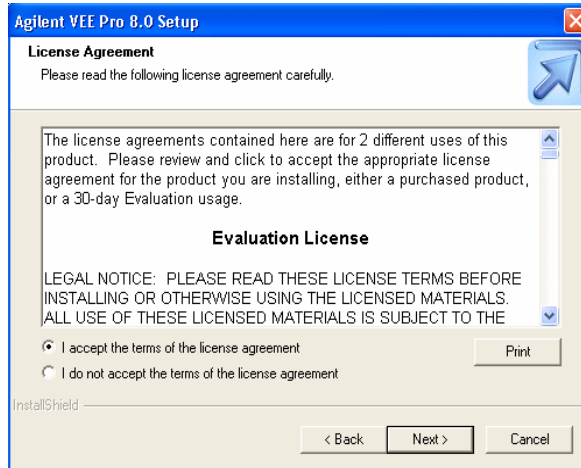 Agilent VEE Pro 8.0 Setup
License Agreement
Please read the following license agreement carefully.
The license agreements contained here are for 2 different uses of this
product.  Please review and click to accept the appropriate license
agreement for the product you are installing, either a purchased product,
or a 30-day Evaluation usage.
Evaluation License
LEGAL NOTICE:  PLEASE READ THESE LICENSE TERMS BEFORE
INSTALLING OR OTHERWISE USING THE LICENSED MATERIALS.
ALL USE OF THESE LICENSED MATERIALS IS SUBJECT TO THE
I accept the terms of the license agreement
Print
I do not accept the terms of the license agreement
InstallShield
< Back
Next >
Cancel